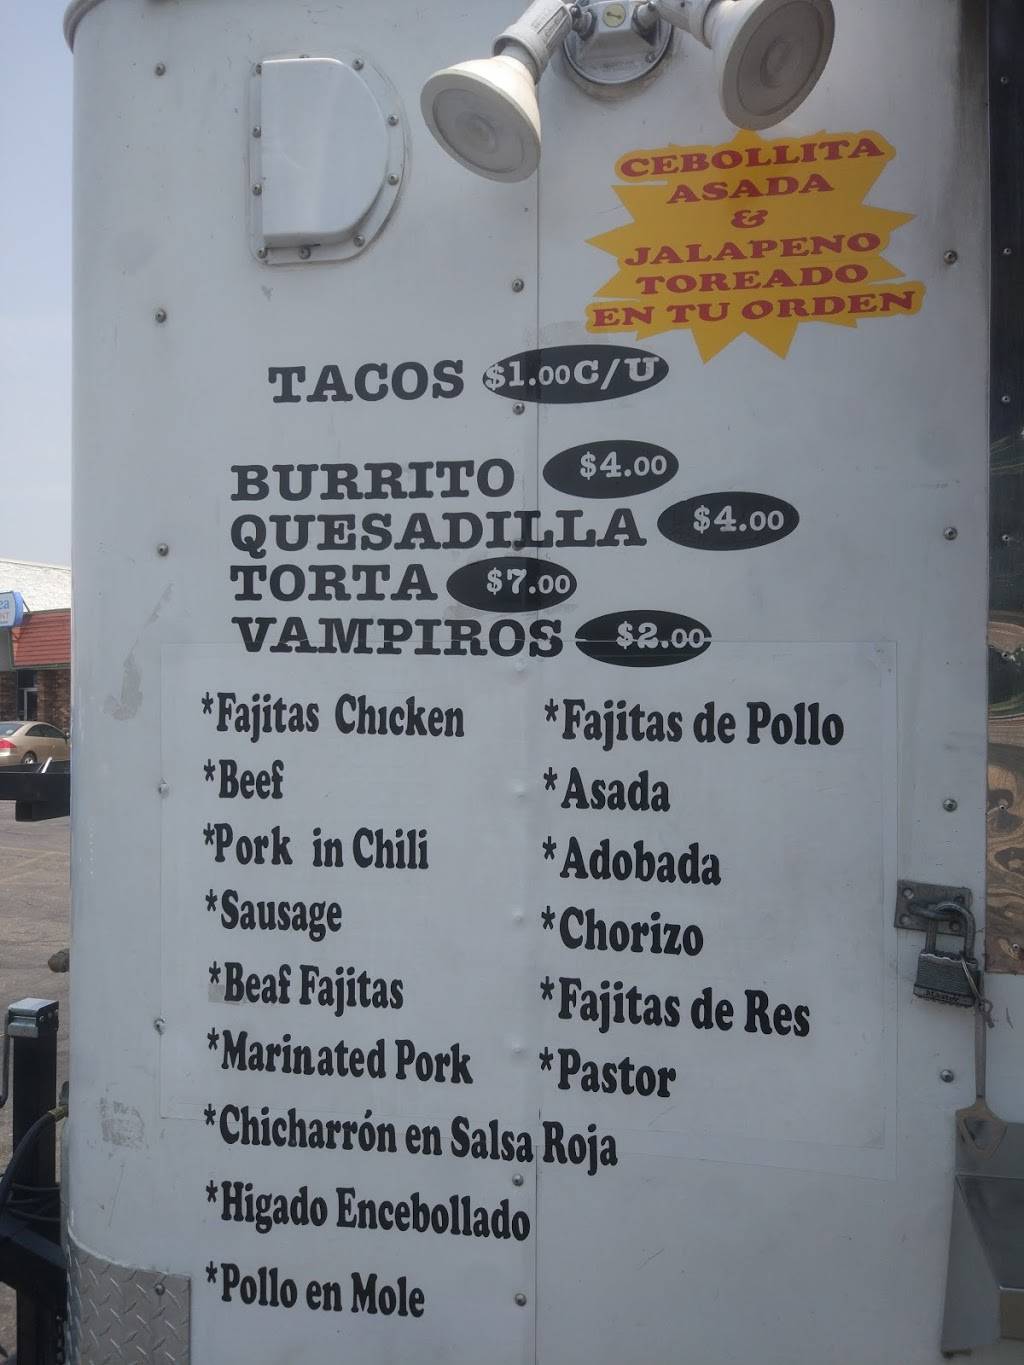 CEBOLLITA
ASADA
&
JALAPENO
TOREADO
EN TU ORDEN
TACOS $1.00C/U
BURRITO $4.00
QUESADILLA $4.00
TORTA $7.00
VAMPIROS $2.00
*Fajitas Chicken *Fajitas de Pollo
*Beef *Asada
*Pork in Chili *Adobada
*Sausage *Chorizo
*Beaf Fajitas *Fajitas de Res
*Marinated Pork *Pastor
*Chicharrón en Salsa Roja
*Higado Encebollado
*Pollo en Mole